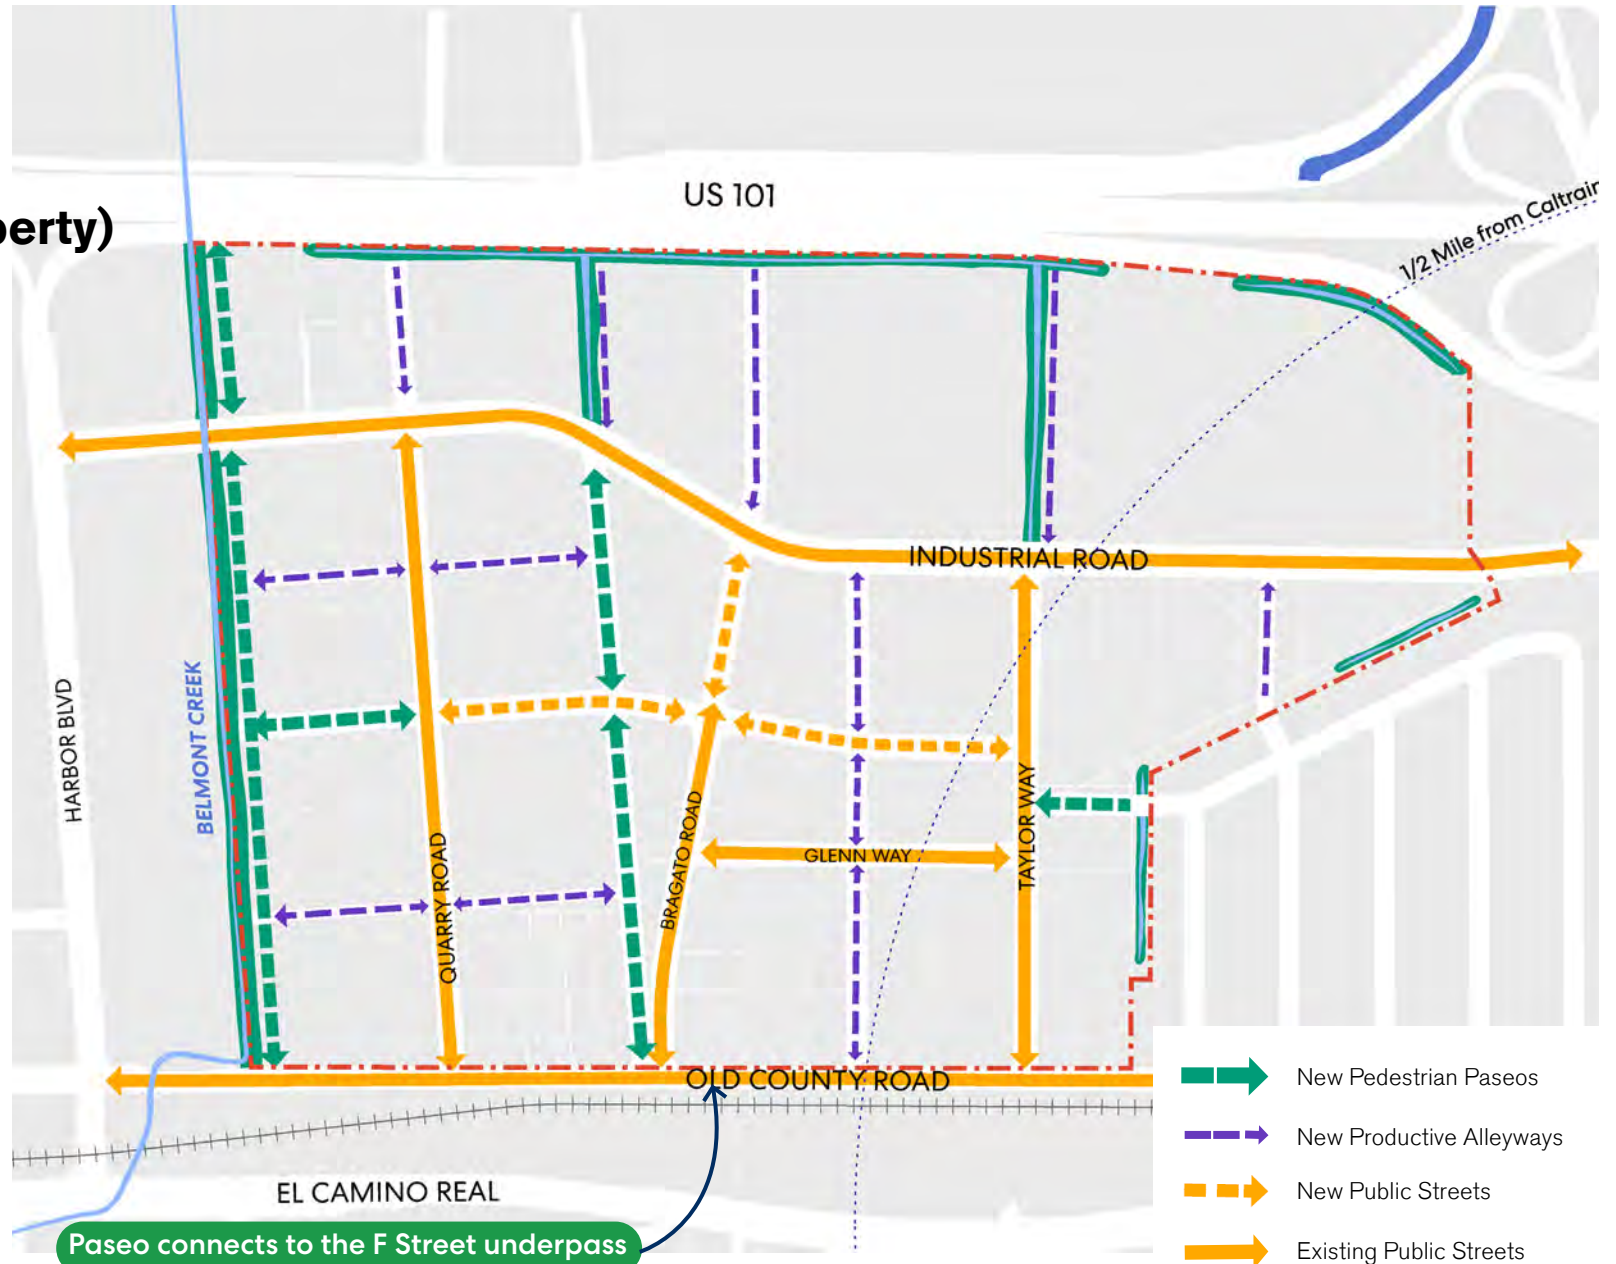 US 101
perty)
1/2 Mile from Caltrain
INDUSTRIAL ROAD
HARBOR BLVD
BELMONT CREEK
QUARRY ROAD
BRAGATO ROAD
GLENN WAY
TAYLOR WAY
OLD COUNTY ROAD
EL CAMINO REAL
Paseo connects to the F Street underpass
New Pedestrian Paseos
New Productive Alleyways
New Public Streets
Existing Public Streets